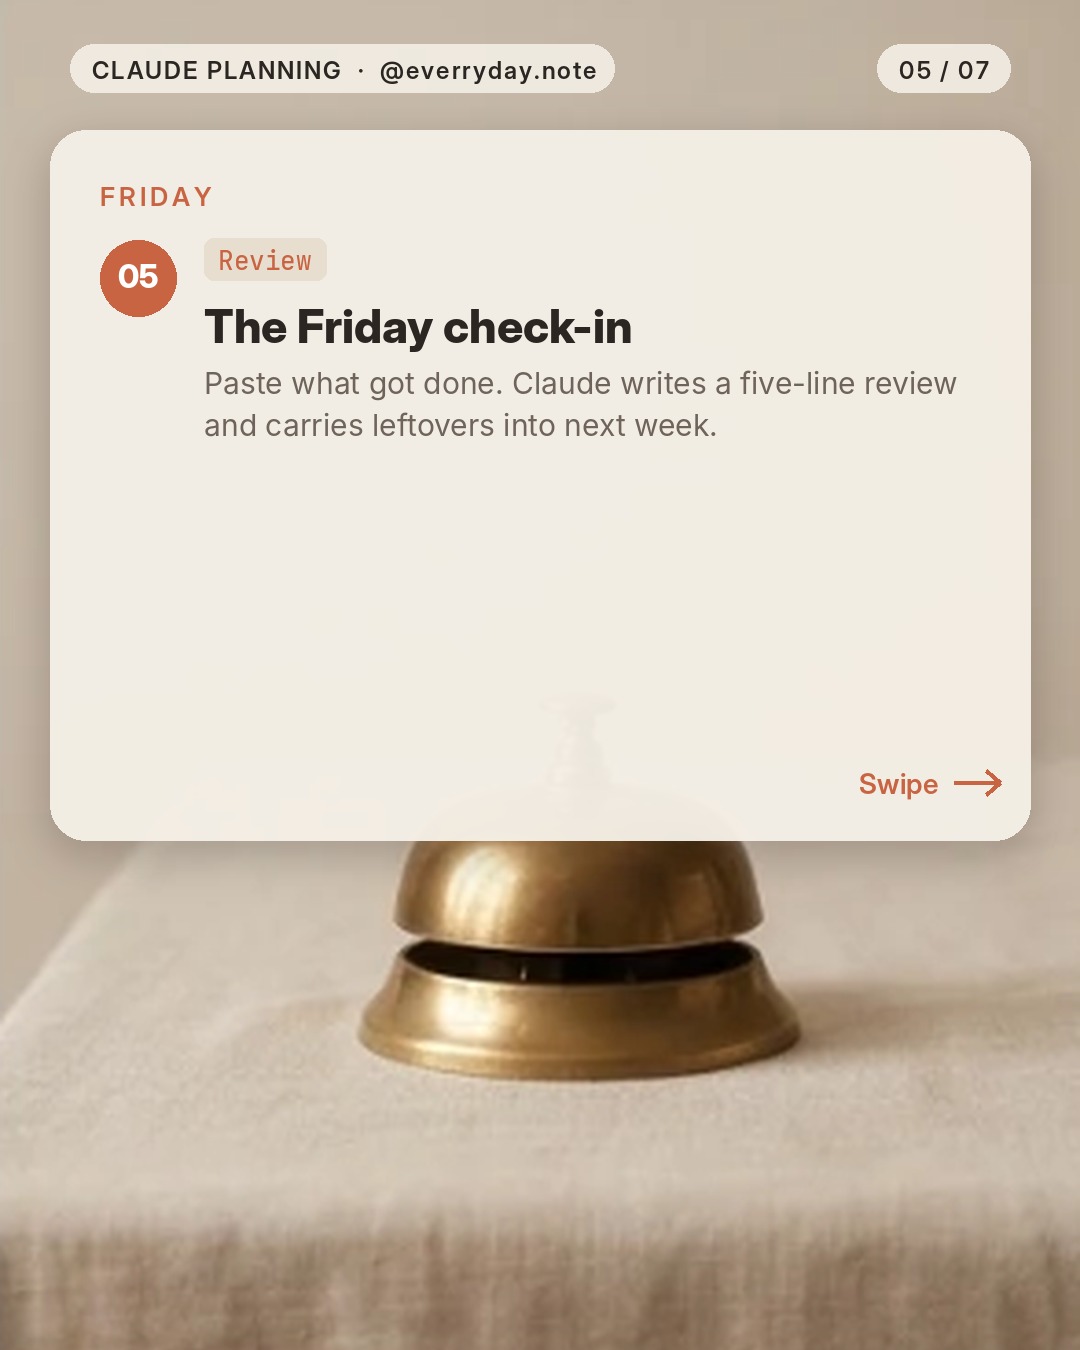 CLAUDE PLANNING · @everryday.note
05 / 07
FRIDAY
05
Review
The Friday check-in
Paste what got done. Claude writes a five-line review
and carries leftovers into next week.
Swipe →